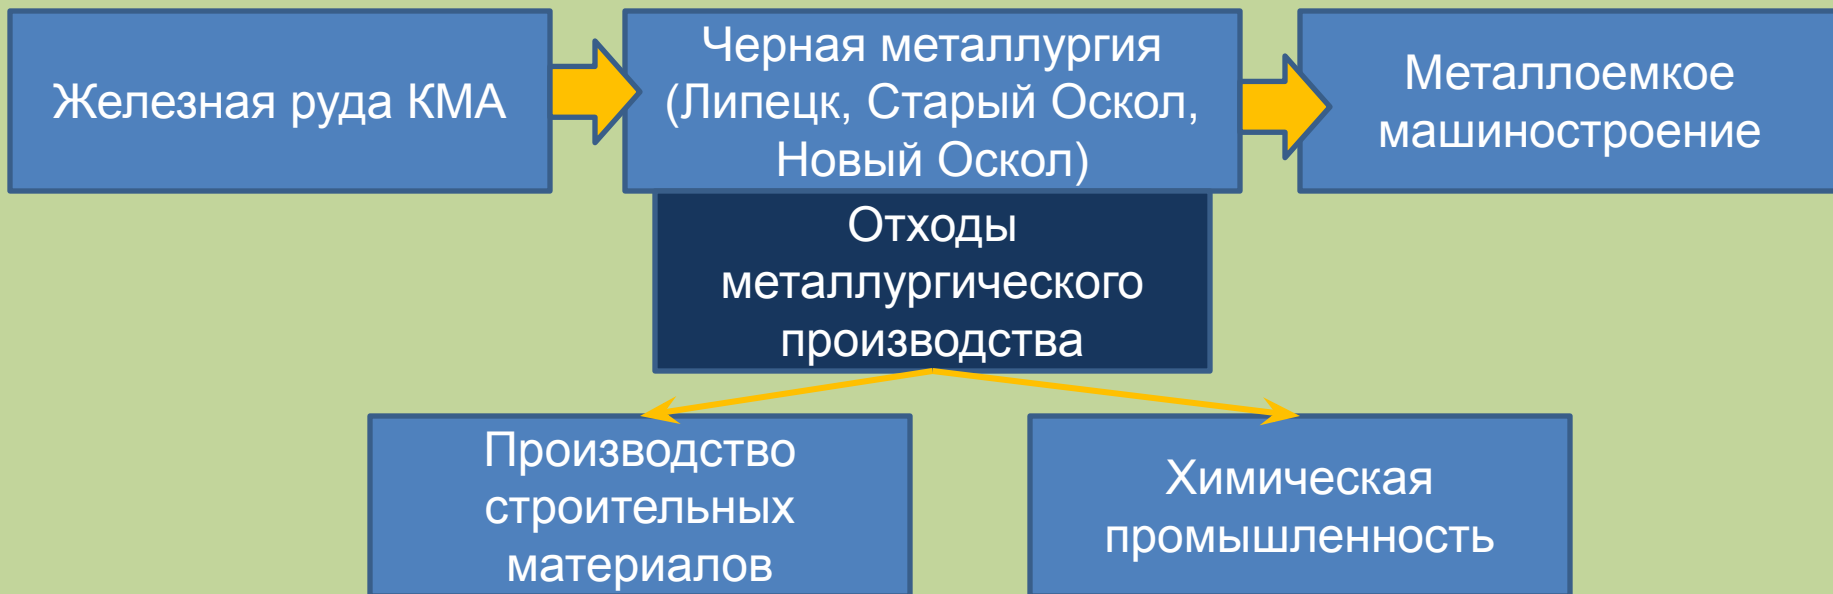 Железная руда КМА
Черная металлургия
(Липецк, Старый Оскол,
Новый Оскол)
Металлоемкое
машиностроение
Отходы
металлургического
производства
Производство
строительных
материалов
Химическая
промышленность